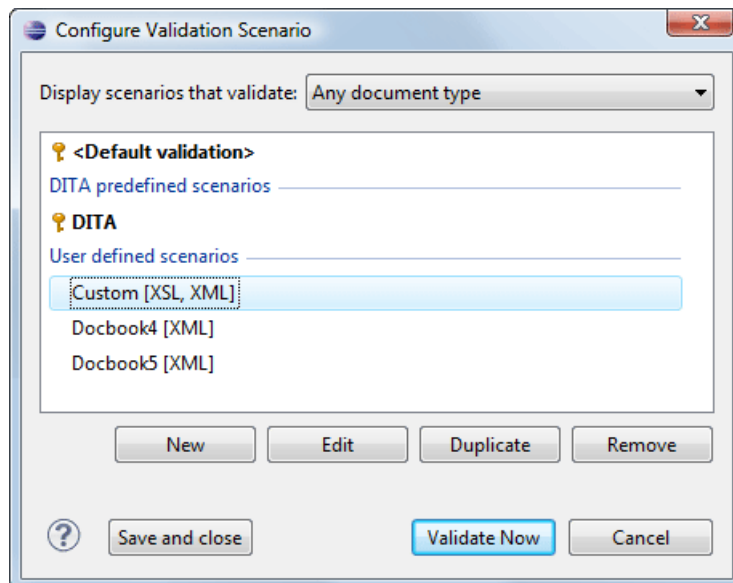 Configure Validation Scenario
Display scenarios that validate: Any document type
<Default validation>
DITA predefined scenarios
DITA
User defined scenarios
Custom [XSL, XML]
Docbook4 [XML]
Docbook5 [XML]
New Edit Duplicate Remove
? Save and close Validate Now Cancel